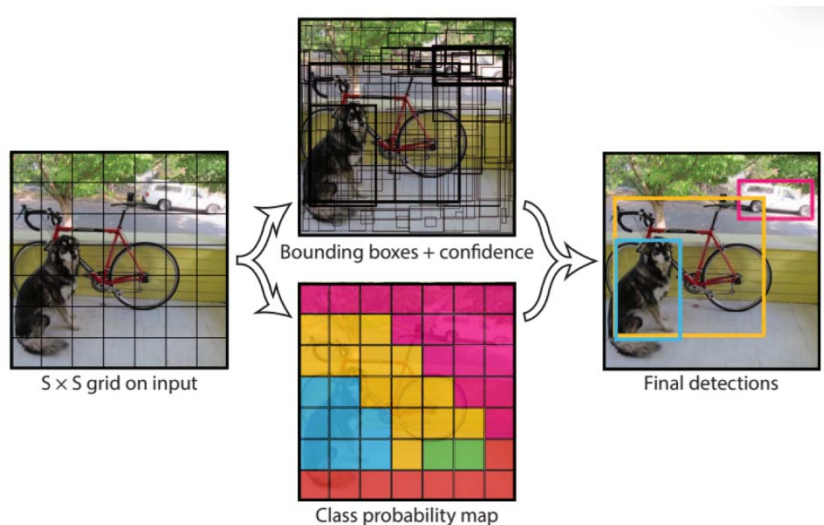 S × S grid on input
Bounding boxes + confidence
Class probability map
Final detections